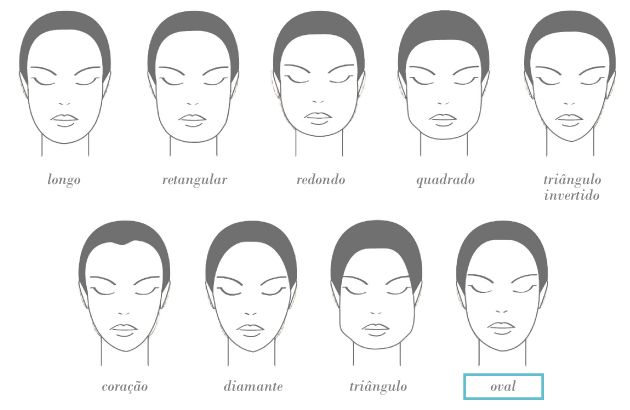 longo
retangular
redondo
quadrado
triângulo
invertido
coração
diamante
triângulo
oval